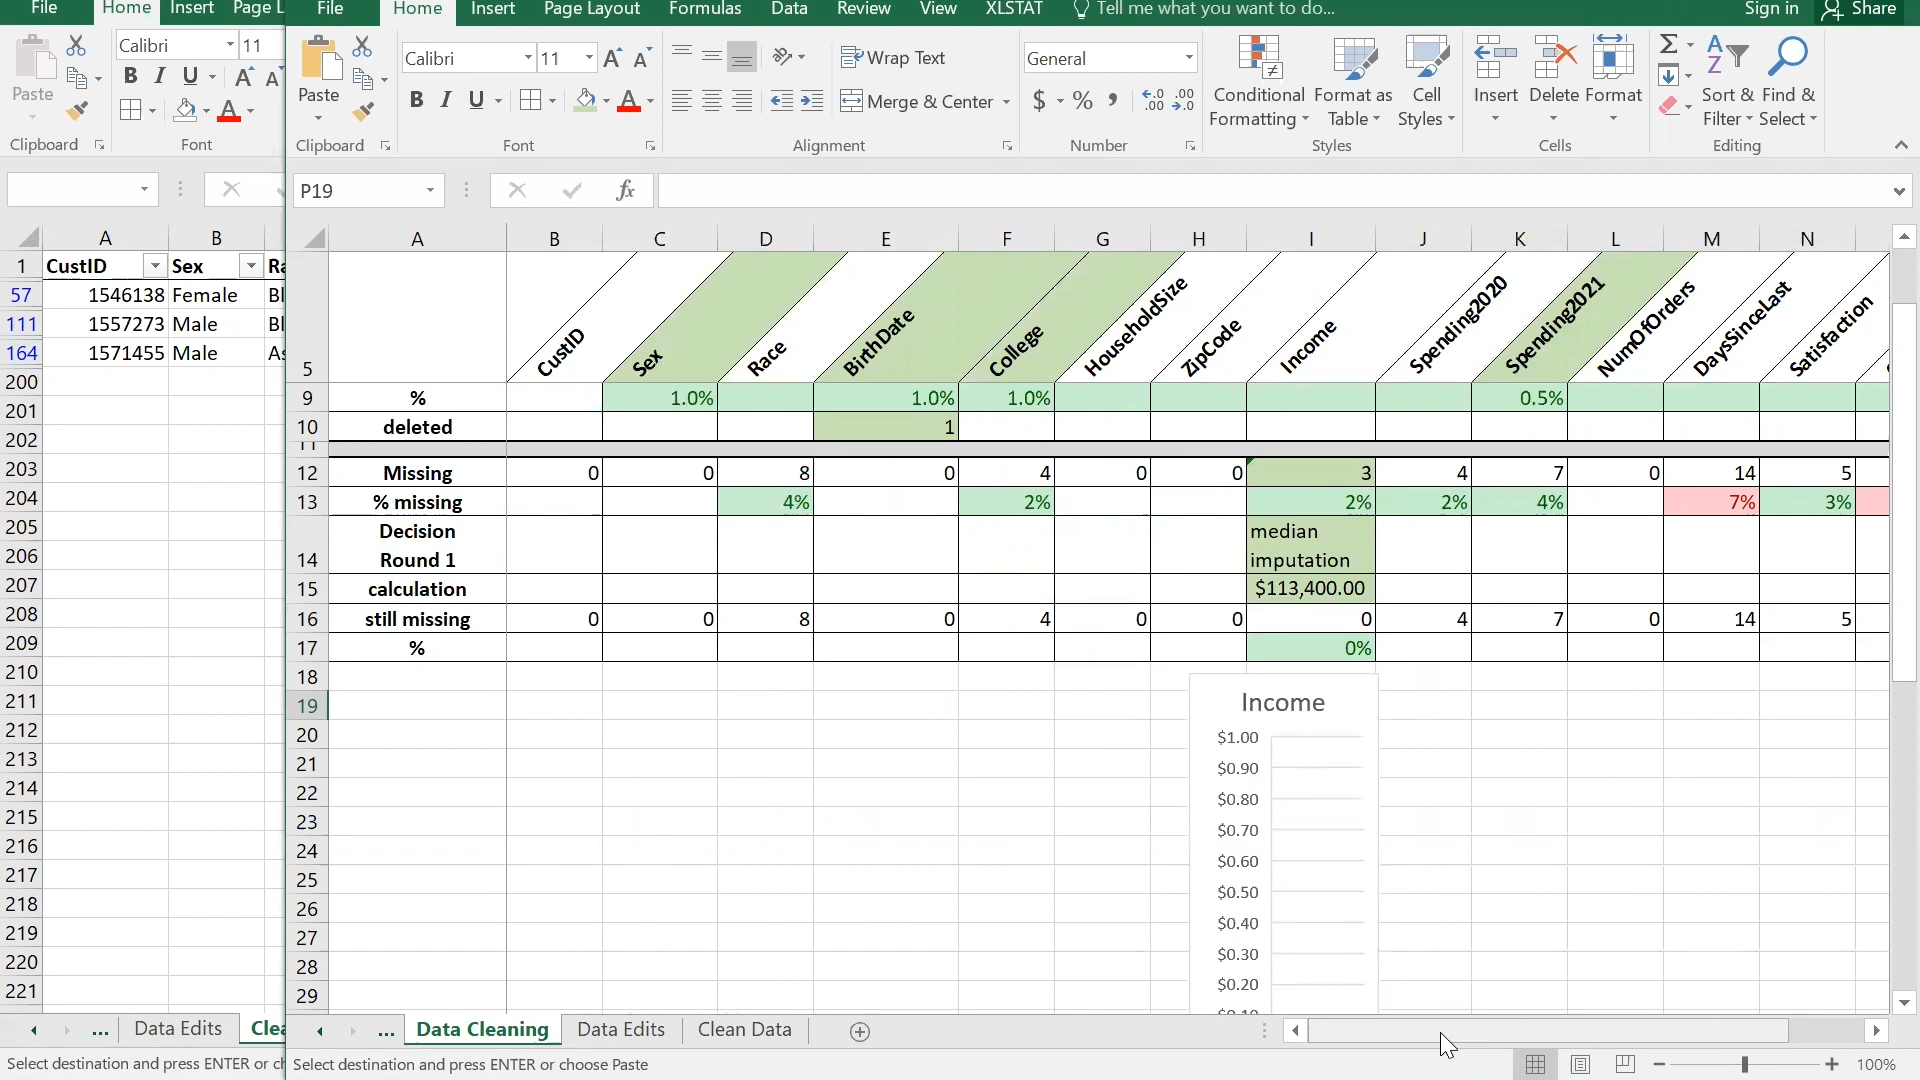 File Home Insert Page L
File Home Insert Page Layout Formulas Data Review View XLSTAT Tell me what you want to do... Sign in Share
Paste Calibri 11
B I U A A
Clipboard Font
Paste Calibri 11 A A
B I U A
Wrap Text
Merge & Center
General
$ % , .00 .00
Conditional Formatting Format as Table Cell Styles
Insert Delete Format
Sort & Filter Find & Select
Clipboard Font Alignment Number Styles Cells Editing
P19 fx
A B
1 CustID Sex Ra
57 1546138 Female Bl
111 1557273 Male Bl
164 1571455 Male As
200
201
202
203
204
205
206
207
208
209
210
211
212
213
214
215
216
217
218
219
220
221
A B C D E F G H I J K L M N
5 CustID Sex Race BirthDate College HouseholdSize ZipCode Income Spending2020 Spending2021 NumOfOrders DaysSinceLast Satisfaction
9 % 1.0% 1.0% 1.0% 0.5%
10 deleted 1
11
12 Missing 0 0 8 0 4 0 0 3 4 7 0 14 5
13 % missing 4% 2% 2% 2% 4% 7% 3%
14 Decision Round 1 median imputation
15 calculation $113,400.00
16 still missing 0 0 8 0 4 0 0 0 4 7 0 14 5
17 % 0%
18
19
20
21
22
23
24
25
26
27
28
29
Income
$1.00
$0.90
$0.80
$0.70
$0.60
$0.50
$0.40
$0.30
$0.20
... Data Edits Clea
... Data Cleaning Data Edits Clean Data
Select destination and press ENTER or ch
Select destination and press ENTER or choose Paste
100%